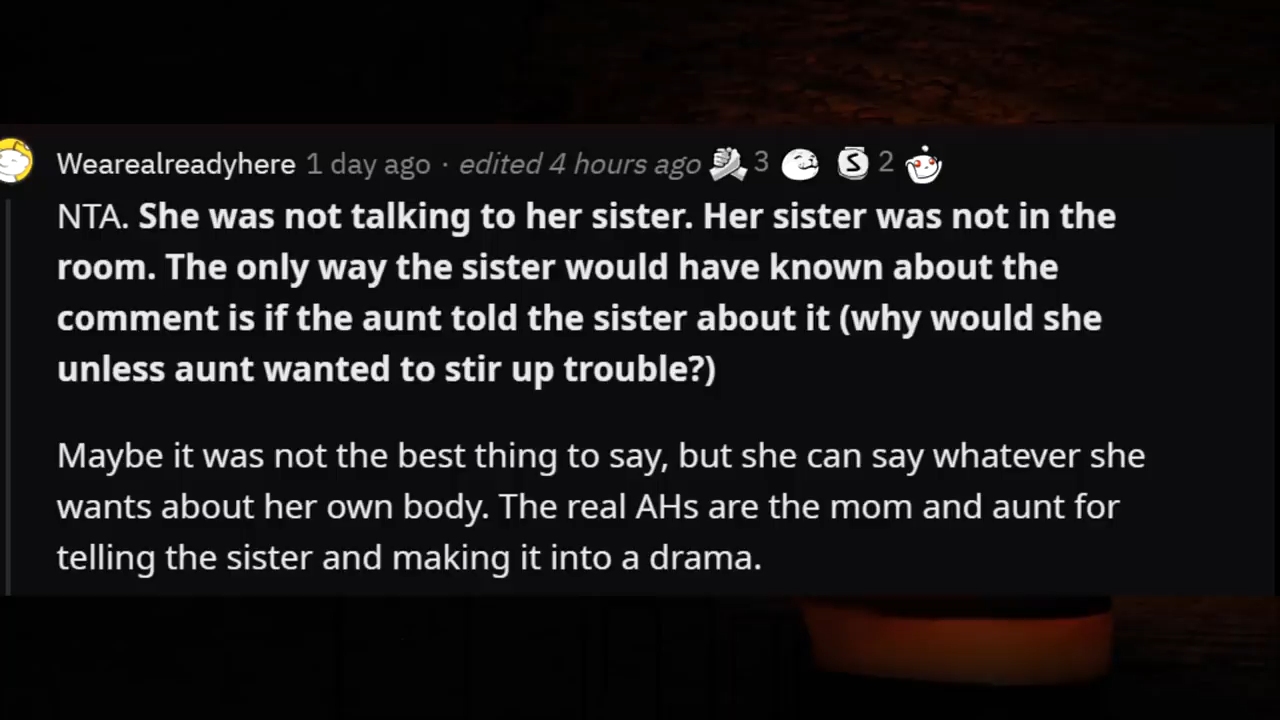 Wearealreadyhere 1 day ago · edited 4 hours ago 3 S 2
NTA. She was not talking to her sister. Her sister was not in the
room. The only way the sister would have known about the
comment is if the aunt told the sister about it (why would she
unless aunt wanted to stir up trouble?)
Maybe it was not the best thing to say, but she can say whatever she
wants about her own body. The real AHs are the mom and aunt for
telling the sister and making it into a drama.